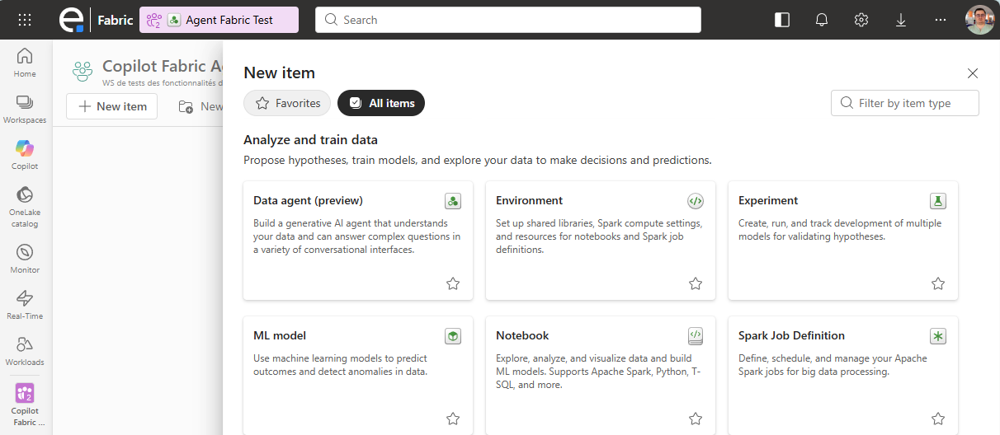 Fabric
2
Agent Fabric Test
Search
Home
Workspaces
Copilot
OneLake
catalog
Monitor
Real-Time
Workloads
2
Copilot
Fabric ...
Copilot Fabric A
WS de tests des fonctionnalités d
New item
New
New item
Favorites
All items
Filter by item type
Analyze and train data
Propose hypotheses, train models, and explore your data to make decisions and predictions.
Data agent (preview)
Build a generative AI agent that understands
your data and can answer complex questions in
a variety of conversational interfaces.
Environment
Set up shared libraries, Spark compute settings,
and resources for notebooks and Spark job
definitions.
Experiment
Create, run, and track development of multiple
models for validating hypotheses.
ML model
Use machine learning models to predict
outcomes and detect anomalies in data.
Notebook
Explore, analyze, and visualize data and build
ML models. Supports Apache Spark, Python, T-
SQL, and more.
Spark Job Definition
Define, schedule, and manage your Apache
Spark jobs for big data processing.